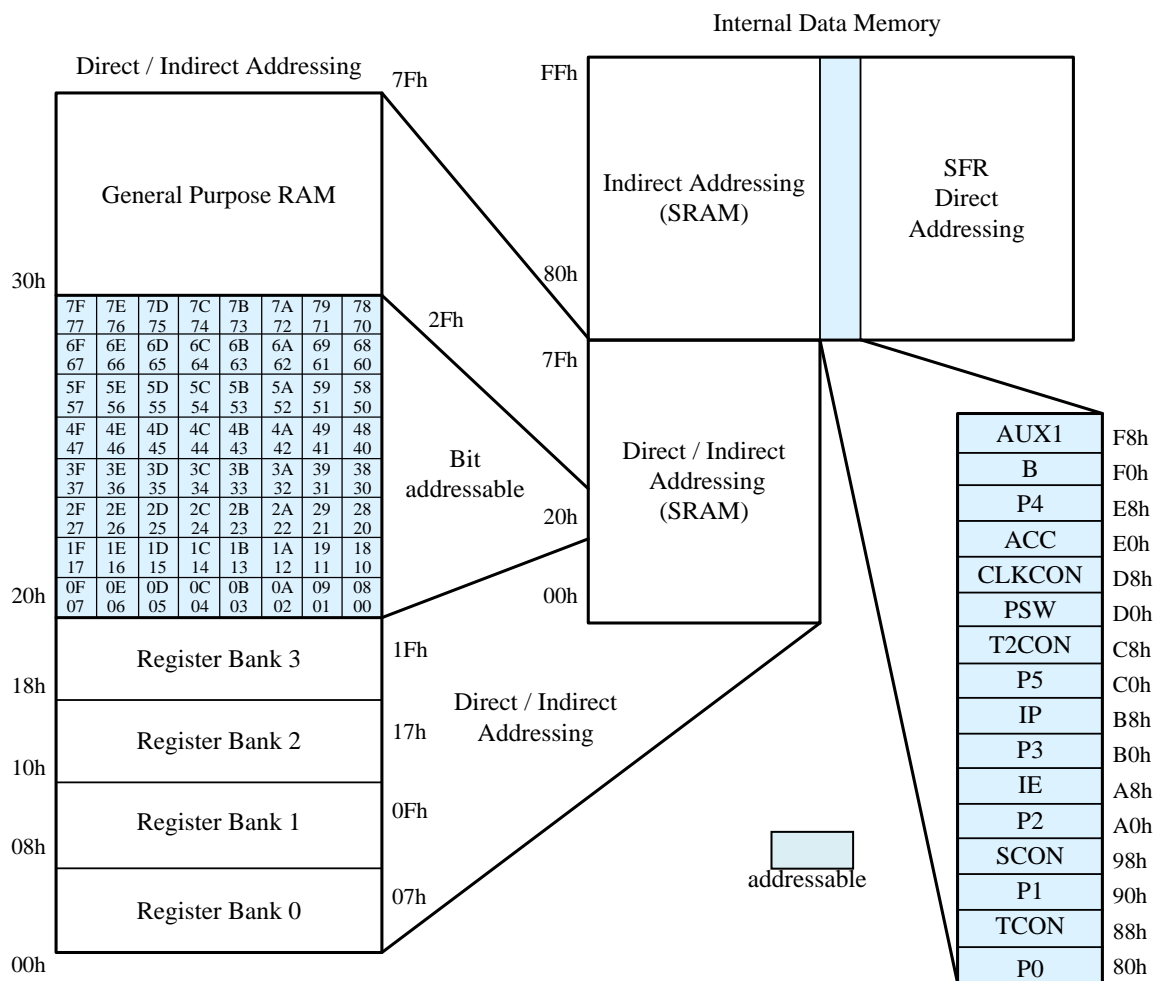 Internal Data Memory
Direct / Indirect Addressing
7Fh
General Purpose RAM
30h
7F 7E 7D 7C 7B 7A 79 78
77 76 75 74 73 72 71 70
6F 6E 6D 6C 6B 6A 69 68
67 66 65 64 63 62 61 60
5F 5E 5D 5C 5B 5A 59 58
57 56 55 54 53 52 51 50
4F 4E 4D 4C 4B 4A 49 48
47 46 45 44 43 42 41 40
3F 3E 3D 3C 3B 3A 39 38
37 36 35 34 33 32 31 30
2F 2E 2D 2C 2B 2A 29 28
27 26 25 24 23 22 21 20
1F 1E 1D 1C 1B 1A 19 18
17 16 15 14 13 12 11 10
0F 0E 0D 0C 0B 0A 09 08
07 06 05 04 03 02 01 00
2Fh
Bit
addressable
20h
Register Bank 3
1Fh
18h
Register Bank 2
17h
10h
Register Bank 1
0Fh
08h
Register Bank 0
07h
00h
Direct / Indirect
Addressing
FFh
Indirect Addressing
(SRAM)
80h
SFR
Direct
Addressing
7Fh
Direct / Indirect
Addressing
(SRAM)
20h
00h
addressable
AUX1 F8h
B F0h
P4 E8h
ACC E0h
CLKCON D8h
PSW D0h
T2CON C8h
P5 C0h
IP B8h
P3 B0h
IE A8h
P2 A0h
SCON 98h
P1 90h
TCON 88h
P0 80h